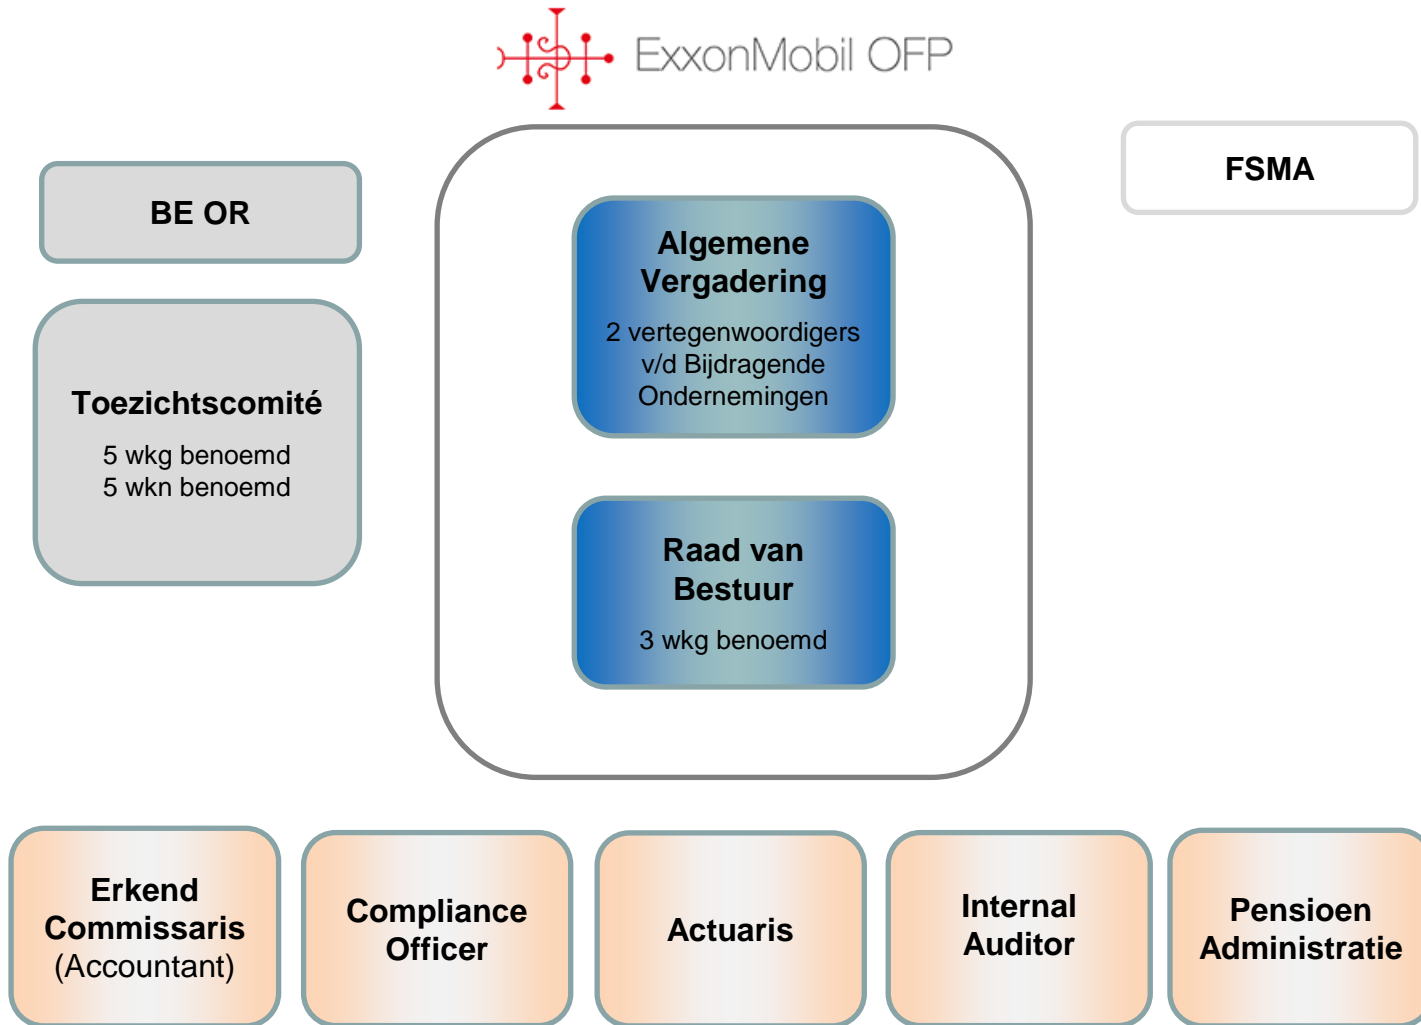 ExxonMobil OFP
BE OR
FSMA
Algemene
Vergadering
2 vertegenwoordigers
v/d Bijdragende
Ondernemingen
Toezichtscomité
5 wkg benoemd
5 wkn benoemd
Raad van
Bestuur
3 wkg benoemd
Erkend
Commissaris
(Accountant)
Compliance
Officer
Actuaris
Internal
Auditor
Pensioen
Administratie